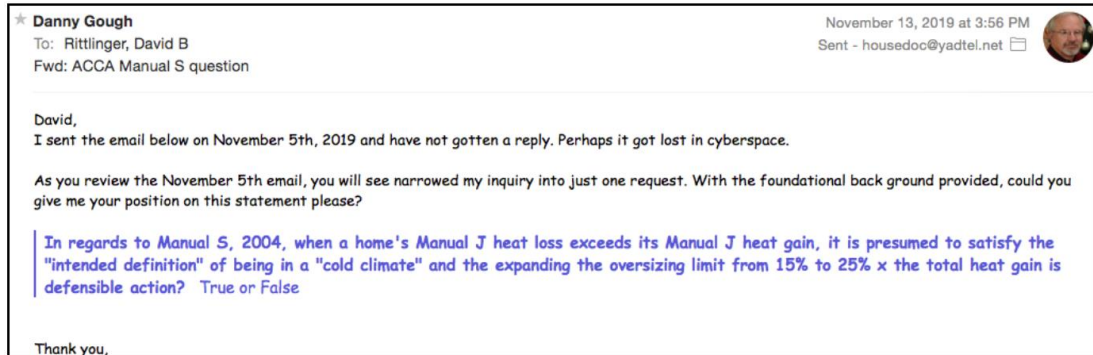 Danny Gough
November 13, 2019 at 3:56 PM
To: Rittlinger, David B
Sent - housedoc@yadtel.net
Fwd: ACCA Manual S question
David,
I sent the email below on November 5th, 2019 and have not gotten a reply. Perhaps it got lost in cyberspace.
As you review the November 5th email, you will see narrowed my inquiry into just one request. With the foundational back ground provided, could you
give me your position on this statement please?
In regards to Manual S, 2004, when a home's Manual J heat loss exceeds its Manual J heat gain, it is presumed to satisfy the
"intended definition" of being in a "cold climate" and the expanding the oversizing limit from 15% to 25% x the total heat gain is
defensible action? True or False
Thank you,